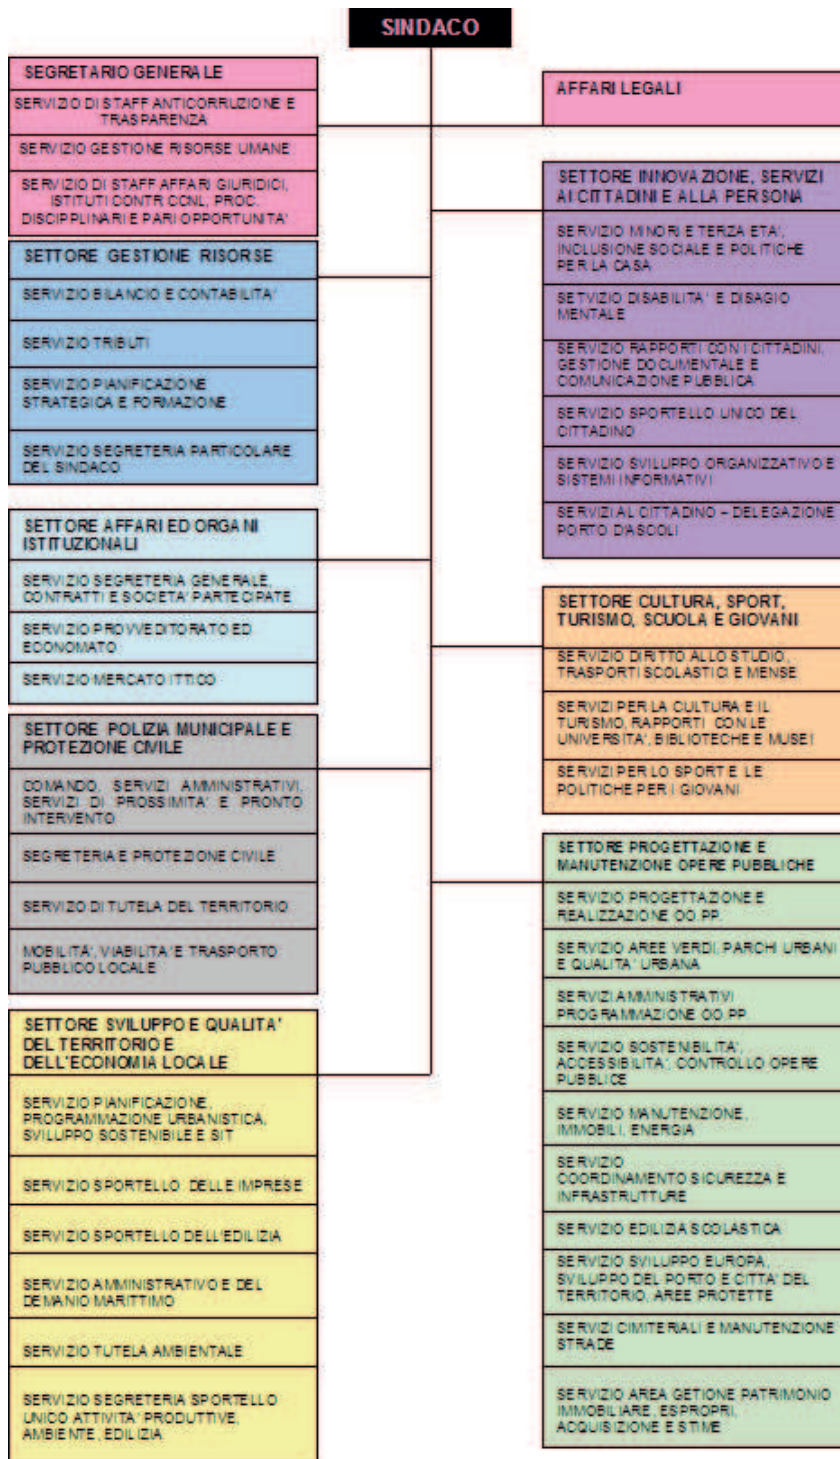 SINDACO
SEGRETARIO GENERALE
SERVIZIO DI STAFF ANTICORRUZIONE E
TRASPARENZA
SERVIZIO GESTIONE RISORSE UMANE
SERVIZIO DI STAFF AFFARI GIURIDICI,
ISTITUTI CONTR CCNL, PROC.
DISCIPPLINARI E PARI OPPORTUNITA'
SETTORE GESTIONE RISORSE
SERVIZIO BILANCIO E CONTABILITA'
SERVIZIO TRIBUTI
SERVIZIO PIANIFICAZIONE
STRATEGICA E FORMAZIONE
SERVIZIO SEGRETERIA PARTICOLARE
DEL SINDACO
SETTORE AFFARI ED ORGANI
ISTITUZIONALI
SERVIZIO SEGRETERIA GENERALE,
CONTRATTI E SOCIETA' PARTECIPATE
SERVIZIO PROVVEDITORATO ED
ECONOMATO
SERVIZIO MERCATO ITTICO
SETTORE POLIZIA MUNICIPALE E
PROTEZIONE CIVILE
COMANDO, SERVIZI AMMINISTRATIVI,
SERVIZI DI PROSSIMITA' E PRONTO
INTERVENTO
SEGRETERIA E PROTEZIONE CIVILE
SERVIZO DI TUTELA DEL TERRITORIO
MOBILITA', VIABILITA' E TRASPORTO
PUBBLICO LOCALE
SETTORE SVILUPPO E QUALITA'
DEL TERRITORIO E
DELL'ECONOMIA LOCALE
SERVIZIO PIANIFICAZIONE,
PROGRAMMAZIONE URBANISTICA,
SVILUPPO SOSTENIBILE E SIT
SERVIZIO SPORTELLO DELLE IMPRESE
SERVIZIO SPORTELLO DELL'EDILIZIA
SERVIZIO AMMINISTRATIVO E DEL
DEMANIO MARITTIMO
SERVIZIO TUTELA AMBIENTALE
SERVIZIO SEGRETERIA SPORTELLO
UNICO ATTIVITA' PRODUTTIVE,
AMBIENTE, EDILIZIA
AFFARI LEGALI
SETTORE INNOVAZIONE, SERVIZI
AI CITTADINI E ALLA PERSONA
SERVIZIO MINORI E TERZA ETA',
INCLUSIONE SOCIALE E POLITICHE
PER LA CASA
SETVIZIO DISABILITA' E DISAGIO
MENTALE
SERVIZIO RAPPORTI CON I CITTADINI,
GESTIONE DOCUMENTALE E
COMUNICAZIONE PUBBLICA
SERVIZIO SPORTELLO UNICO DEL
CITTADINO
SERVIZIO SVILUPPO ORGANIZZATIVO E
SISTEMI INFORMATIVI
SERVIZI AL CITTADINO – DELEGAZIONE
PORTO D'ASCOLI
SETTORE CULTURA, SPORT,
TURISMO, SCUOLA E GIOVANI
SERVIZIO DIRITTO ALLO STUDIO,
TRASPORTI SCOLASTICI E MENSE
SERVIZI PER LA CULTURA E IL
TURISMO, RAPPORTI CON LE
UNIVERSITA', BIBLIOTECHE E MUSEI
SERVIZI PER LO SPORT E LE
POLITICHE PER I GIOVANI
SETTORE PROGETTAZIONE E
MANUTENZIONE OPERE PUBBLICHE
SERVIZIO PROGETTAZIONE E
REALIZZAZIONE OO.PP.
SERVIZIO AREE VERDI, PARCHI URBANI
E QUALITA' URBANA
SERVIZI AMMINISTRATIVI
PROGRAMMAZIONE OO.PP.
SERVIZIO SOSTENIBILITA',
ACCESSIBILITA', CONTROLLO OPERE
PUBBLICE
SERVIZIO MANUTENZIONE,
IMMOBILI, ENERGIA
SERVIZIO
COORDINAMENTO SICUREZZA E
INFRASTRUTTURE
SERVIZIO EDILIZIA SCOLASTICA
SERVIZIO SVILUPPO EUROPA,
SVILUPPO DEL PORTO E CITTA' DEL
TERRITORIO, AREE PROTETTE
SERVIZI CIMITERIALI E MANUTENZIONE
STRADE
SERVIZIO AREA GETIONE PATRIMONIO
IMMOBILIARE, ESPROPRI,
ACQUISIZIONE E STIME